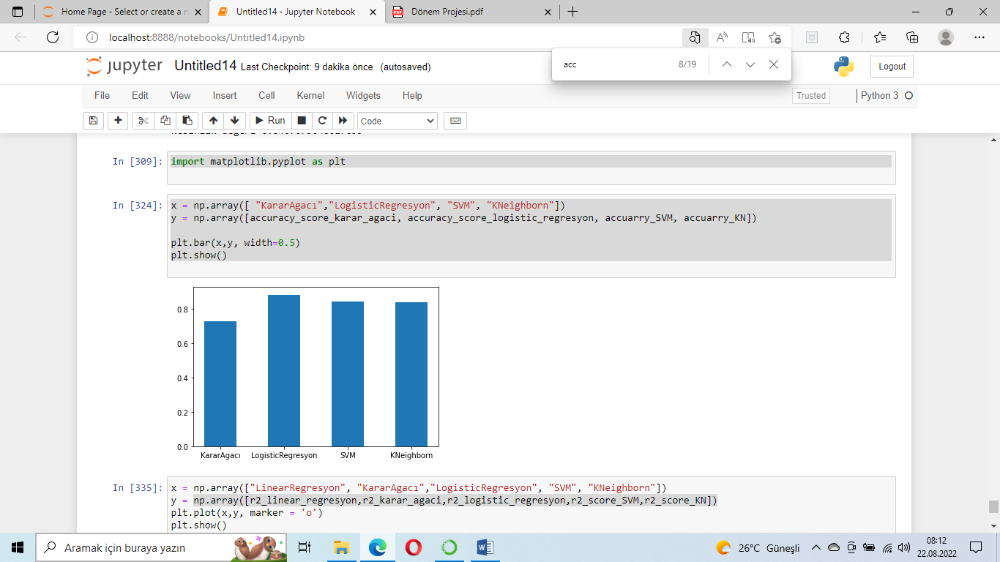 Home Page - Select or create a n
Untitled14 - Jupyter Notebook
PDF
Dönem Projesi.pdf
localhost:8888/notebooks/Untitled14.ipynb
acc
8/19
jupyter Untitled14 Last Checkpoint: 9 dakika önce (autosaved)
Logout
File Edit View Insert Cell Kernel Widgets Help
Trusted
Python 3
Run
Code
In [309]: import matplotlib.pyplot as plt
In [324]: x = np.array([ "KararAgacı","LogisticRegresyon", "SVM", "KNeighborn"])
y = np.array([accuracy_score_karar_agaci, accuracy_score_logistic_regresyon, accuarry_SVM, accuarry_KN])
plt.bar(x,y, width=0.5)
plt.show()
0.8
0.6
0.4
0.2
0.0
KararAgacı LogisticRegresyon SVM KNeighborn
In [335]: x = np.array(["LinearRegresyon", "KararAgacı","LogisticRegresyon", "SVM", "KNeighborn"])
y = np.array([r2_linear_regresyon,r2_karar_agaci,r2_logistic_regresyon,r2_score_SVM,r2_score_KN])
plt.plot(x,y, marker = 'o')
plt.show()
Aramak için buraya yazın
26°C Güneşli
08:12
22.08.2022